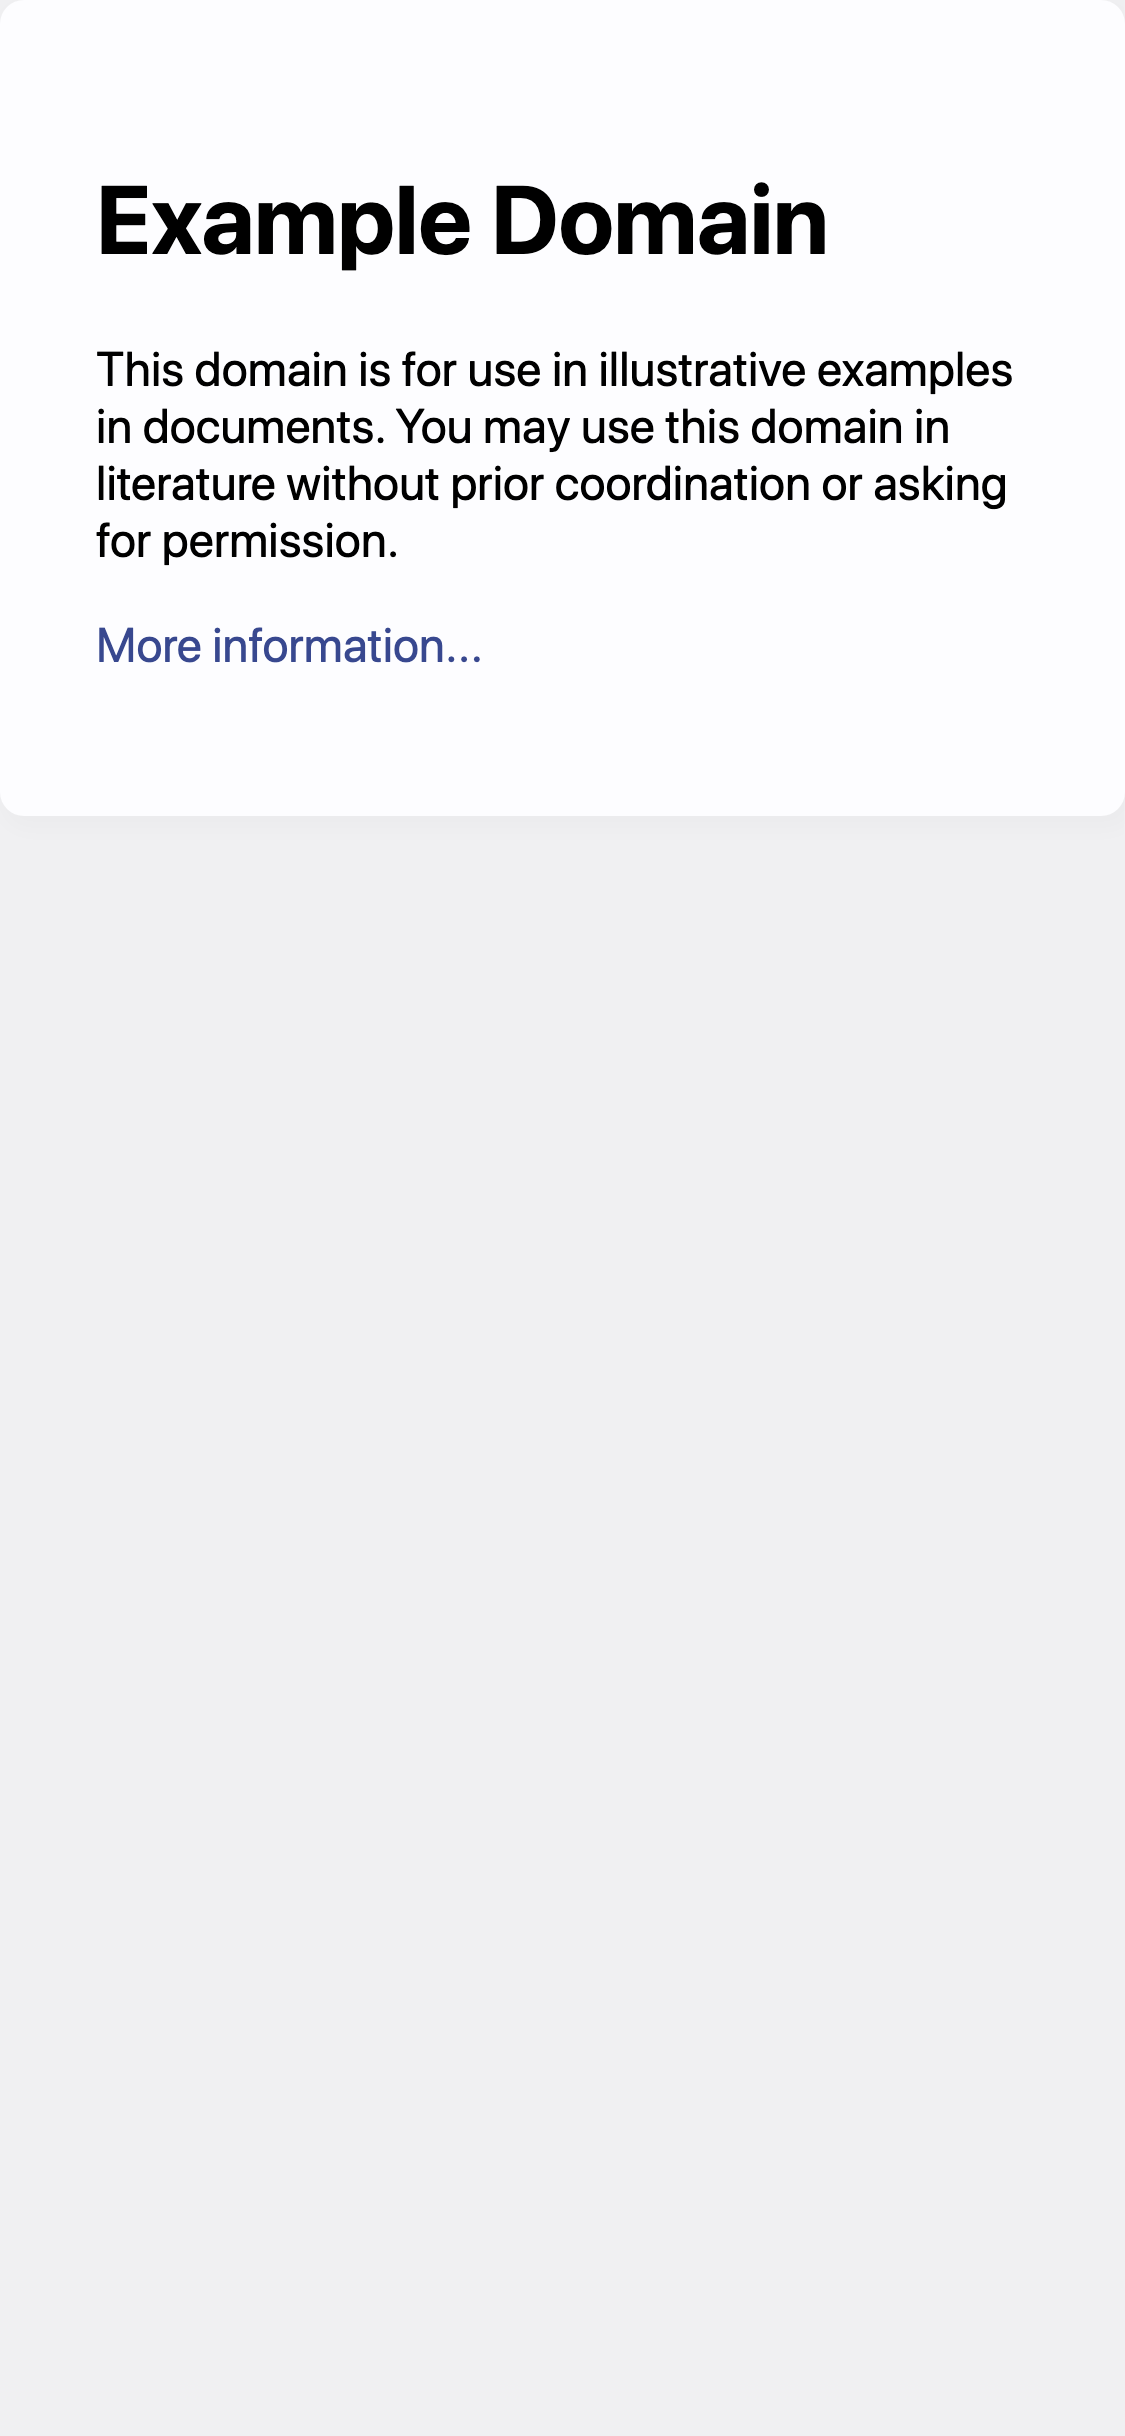 Example Domain
This domain is for use in illustrative examples
in documents. You may use this domain in
literature without prior coordination or asking
for permission.
More information...